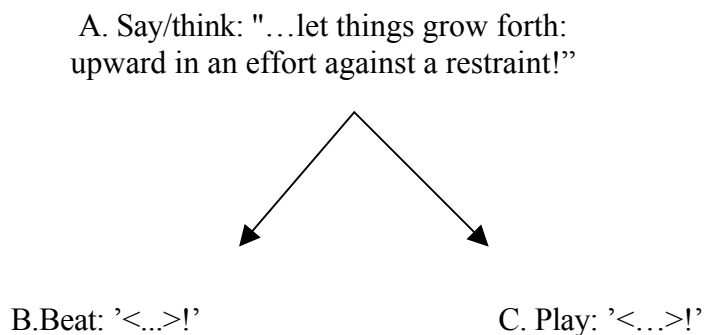 A. Say/think: "…let things grow forth:
upward in an effort against a restraint!”
B.Beat: ’<...>!’
C. Play: ’<…>!’